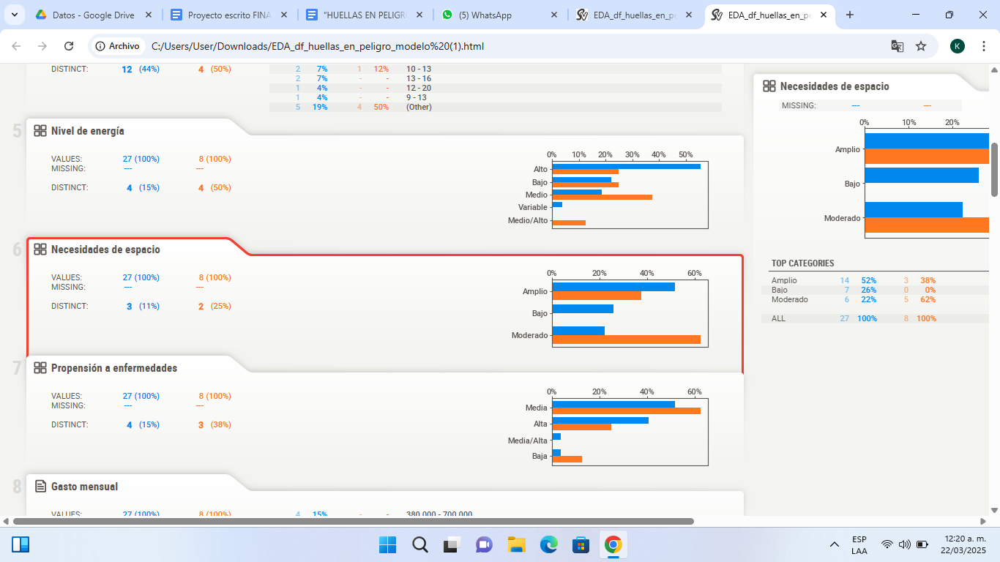 Datos - Google Drive
Proyecto escrito FINA
"HUELLAS EN PELIGR
(5) WhatsApp
EDA_df_huellas_en_pe
EDA_df_huellas_en_p
Archivo
C:/Users/User/Downloads/EDA_df_huellas_en_peligro_modelo%20(1).html
K
DISTINCT: 12 (44%) 4 (50%)
2 7% 1 12% 10 - 13
2 7% - - 13 - 16
1 4% - - 12 - 20
1 4% - - 9 - 13
5 19% 4 50% (Other)
5
Nivel de energía
VALUES: 27 (100%) 8 (100%)
MISSING: --- ---
DISTINCT: 4 (15%) 4 (50%)
0% 10% 20% 30% 40% 50%
Alto
Bajo
Medio
Variable
Medio/Alto
6
Necesidades de espacio
VALUES: 27 (100%) 8 (100%)
MISSING: --- ---
DISTINCT: 3 (11%) 2 (25%)
0% 20% 40% 60%
Amplio
Bajo
Moderado
7
Propensión a enfermedades
VALUES: 27 (100%) 8 (100%)
MISSING: --- ---
DISTINCT: 4 (15%) 3 (38%)
0% 20% 40% 60%
Media
Alta
Media/Alta
Baja
8
Gasto mensual
VALUES: 27 (100%) 8 (100%)
4 15% - - 380.000 - 700.000
Necesidades de espacio
MISSING: --- ---
0% 10% 20%
Amplio
Bajo
Moderado
TOP CATEGORIES
Amplio 14 52% 3 38%
Bajo 7 26% 0 0%
Moderado 6 22% 5 62%
ALL 27 100% 8 100%
ESP
LAA
12:20 a. m.
22/03/2025